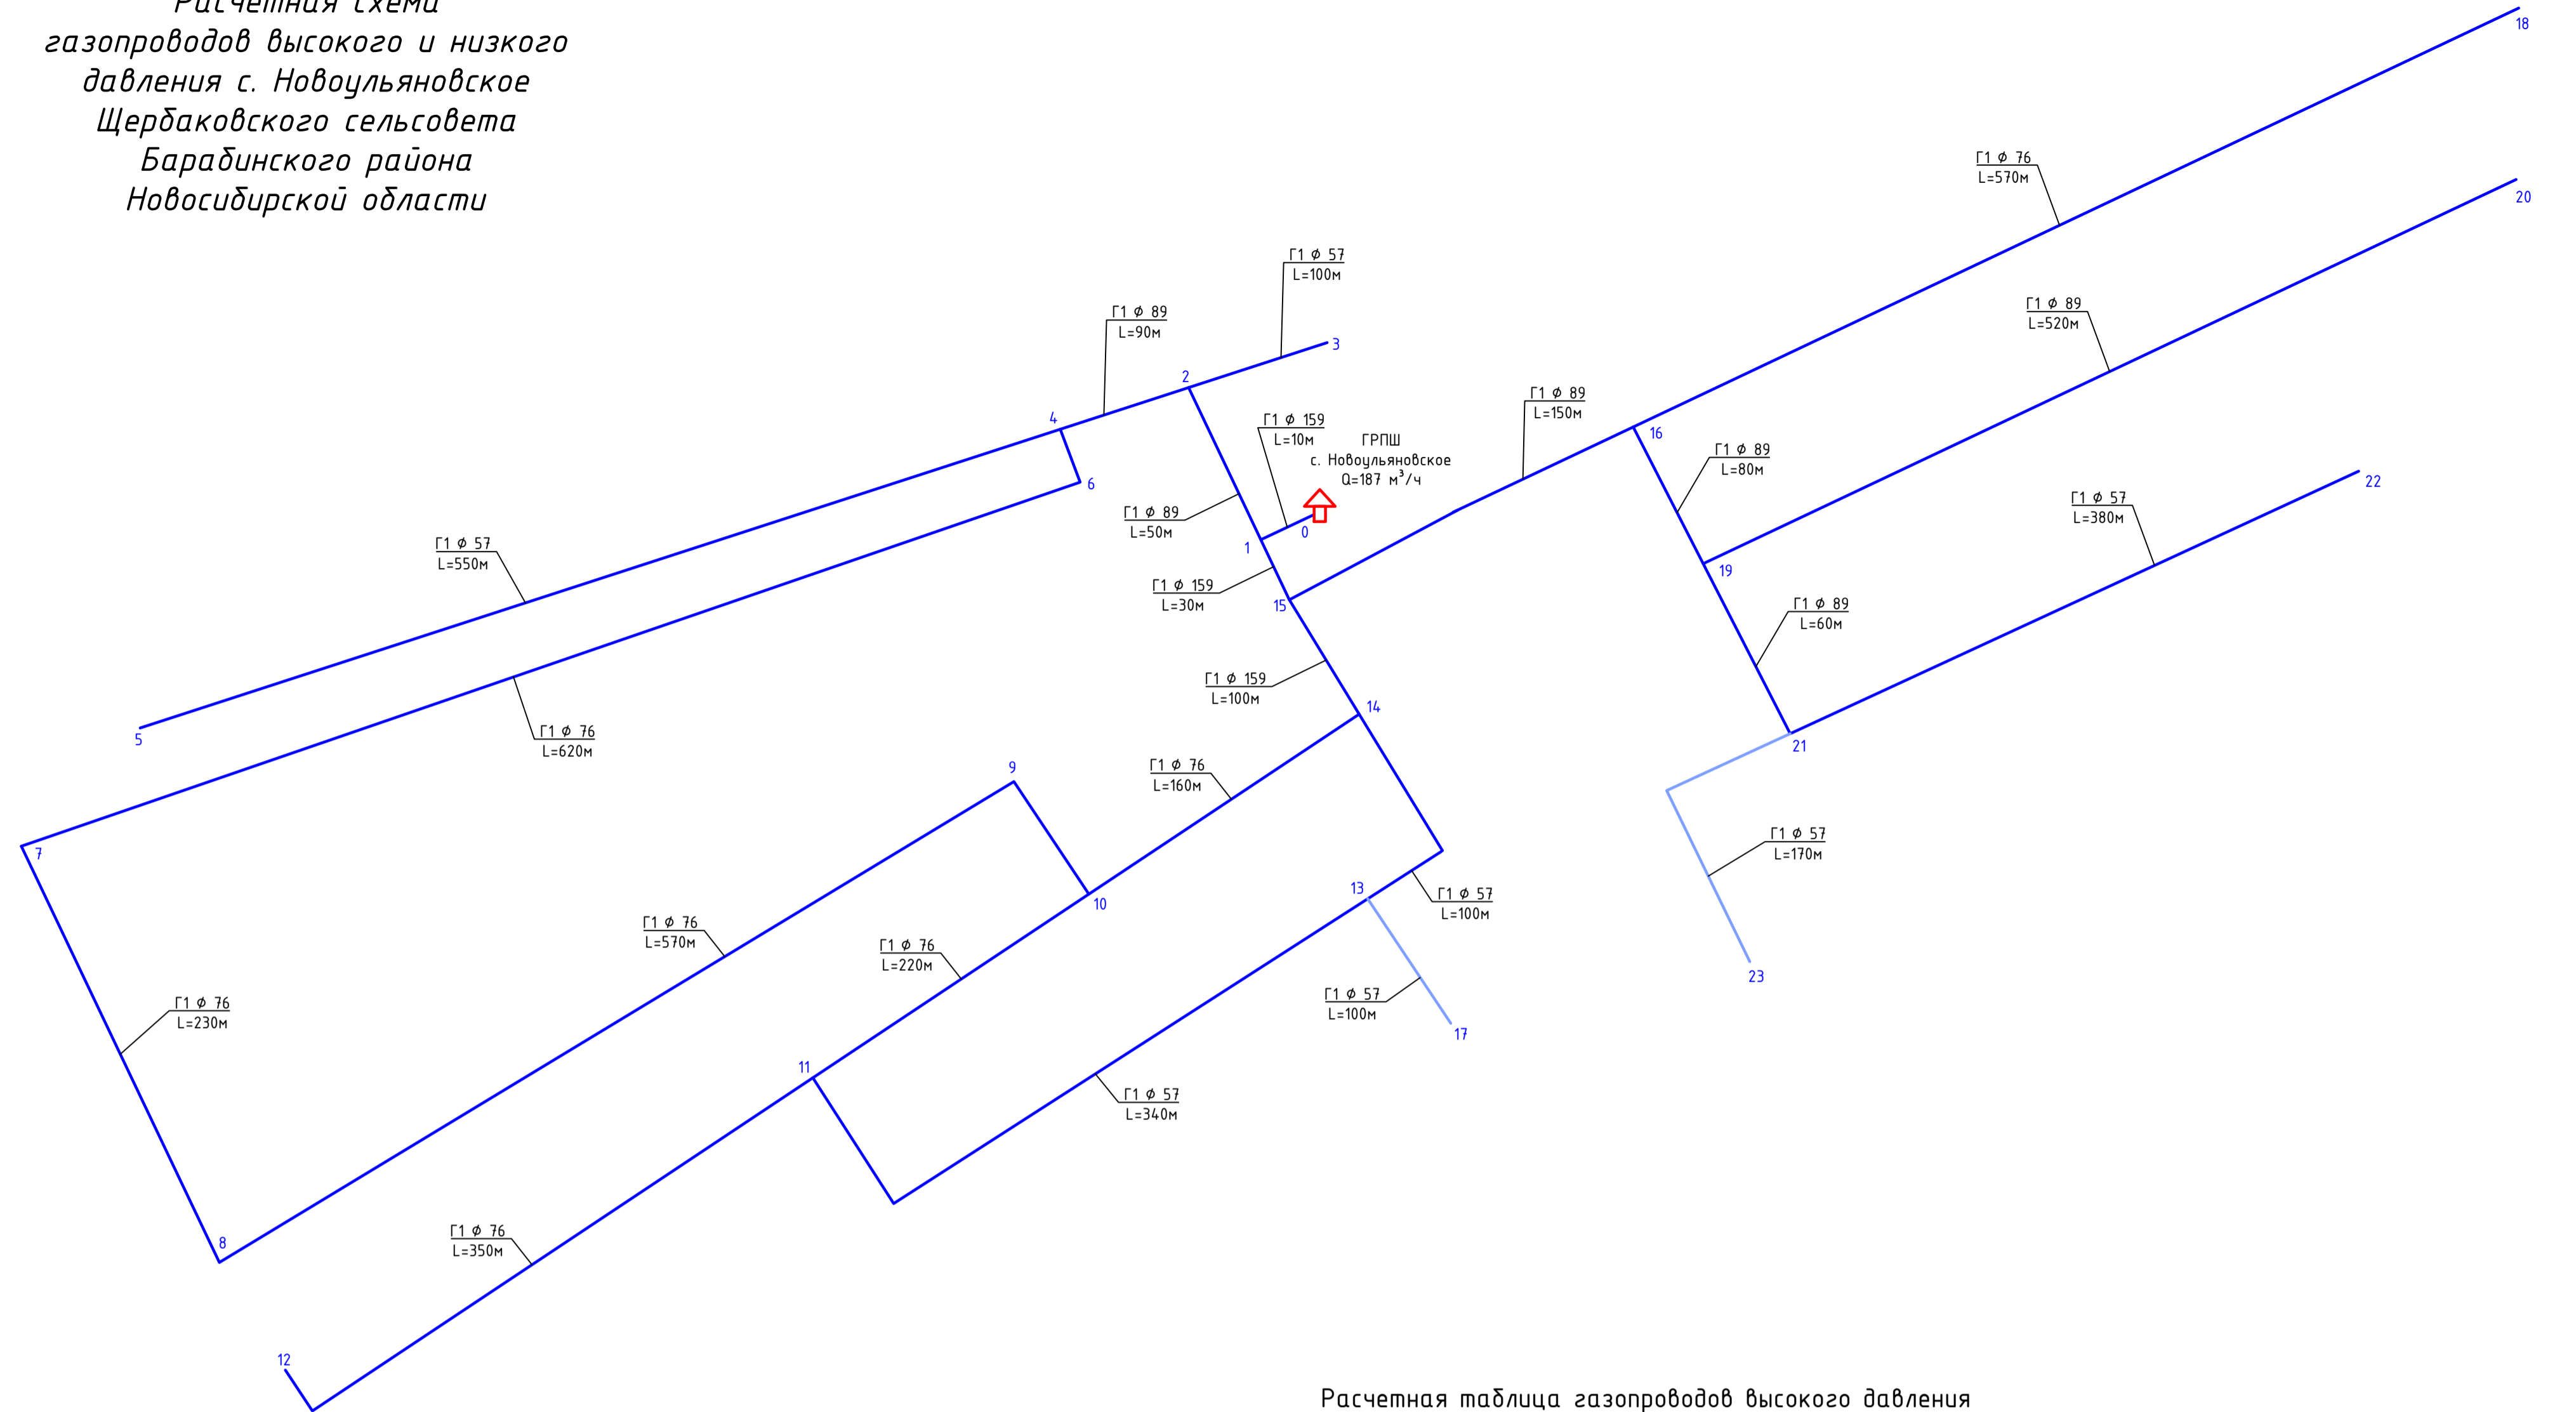 Расчетная схема
газопроводов высокого и низкого
давления с. Новоульяновское
Щербаковского сельсовета
Барабинского района
Новосибирской области
18
Г1 ϕ 76
L=570м
20
Г1 ϕ 57
L=100м
Г1 ϕ 89
L=520м
Г1 ϕ 89
L=90м
3
2
Г1 ϕ 89
L=150м
4
Г1 ϕ 159
L=10м
ГРПШ
с. Новоульяновское
Q=187 м³/ч
16
Г1 ϕ 89
L=80м
6
22
Г1 ϕ 57
L=380м
Г1 ϕ 89
L=50м
0
1
Г1 ϕ 57
L=550м
19
Г1 ϕ 159
L=30м
15
Г1 ϕ 89
L=60м
Г1 ϕ 159
L=100м
14
5
Г1 ϕ 76
L=620м
21
9
Г1 ϕ 76
L=160м
7
Г1 ϕ 57
L=170м
13
10
Г1 ϕ 57
L=100м
Г1 ϕ 76
L=570м
Г1 ϕ 76
L=220м
23
Г1 ϕ 57
L=100м
17
Г1 ϕ 76
L=230м
11
Г1 ϕ 57
L=340м
8
Г1 ϕ 76
L=350м
12
Расчетная таблица газопроводов высокого давления